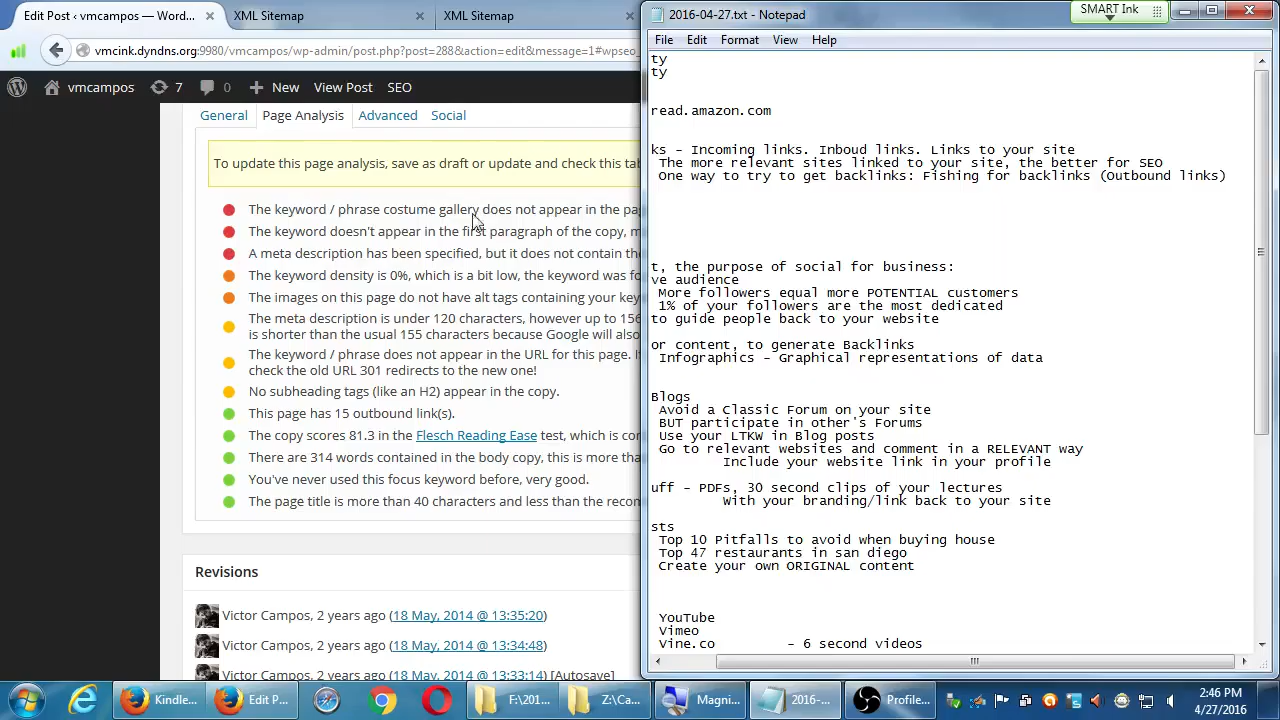 Edit Post ‹ vmcampos — Wor...
XML Sitemap
XML Sitemap
vmcink.dyndns.org:9980/vmcampos/wp-admin/post.php?post=288&action=edit&message=1#wpseo_
vmcampos
7
0
New
View Post
SEO
General
Page Analysis
Advanced
Social
To update this page analysis, save as draft or update and check this tab
The keyword / phrase costume gallery does not appear in the pag
The keyword doesn't appear in the first paragraph of the copy, m
A meta description has been specified, but it does not contain the
The keyword density is 0%, which is a bit low, the keyword was fo
The images on this page do not have alt tags containing your key
The meta description is under 120 characters, however up to 156
is shorter than the usual 155 characters because Google will also
The keyword / phrase does not appear in the URL for this page. I
check the old URL 301 redirects to the new one!
No subheading tags (like an H2) appear in the copy.
This page has 15 outbound link(s).
The copy scores 81.3 in the Flesch Reading Ease test, which is con
There are 314 words contained in the body copy, this is more tha
You've never used this focus keyword before, very good.
The page title is more than 40 characters and less than the recom
Revisions
Victor Campos, 2 years ago (18 May, 2014 @ 13:35:20)
Victor Campos, 2 years ago (18 May, 2014 @ 13:34:48)
Victor Campos, 2 years ago (18 May, 2014 @ 13:33:14) [Autosave]
2016-04-27.txt - Notepad
SMART Ink
File Edit Format View Help
ty
ty
read.amazon.com
ks - Incoming links. Inboud links. Links to your site
The more relevant sites linked to your site, the better for SEO
One way to try to get backlinks: Fishing for backlinks (Outbound links)
t, the purpose of social for business:
ve audience
More followers equal more POTENTIAL customers
1% of your followers are the most dedicated
to guide people back to your website
or content, to generate Backlinks
Infographics - Graphical representations of data
Blogs
Avoid a Classic Forum on your site
BUT participate in other's Forums
Use your LTKW in Blog posts
Go to relevant websites and comment in a RELEVANT way
Include your website link in your profile
uff - PDFs, 30 second clips of your lectures
With your branding/link back to your site
sts
Top 10 Pitfalls to avoid when buying house
Top 47 restaurants in san diego
Create your own ORIGINAL content
YouTube
Vimeo
Vine.co - 6 second videos
Kindle...
Edit P...
F:\201...
Z:\Ca...
Magni...
2016-...
Profile...
2:46 PM
4/27/2016